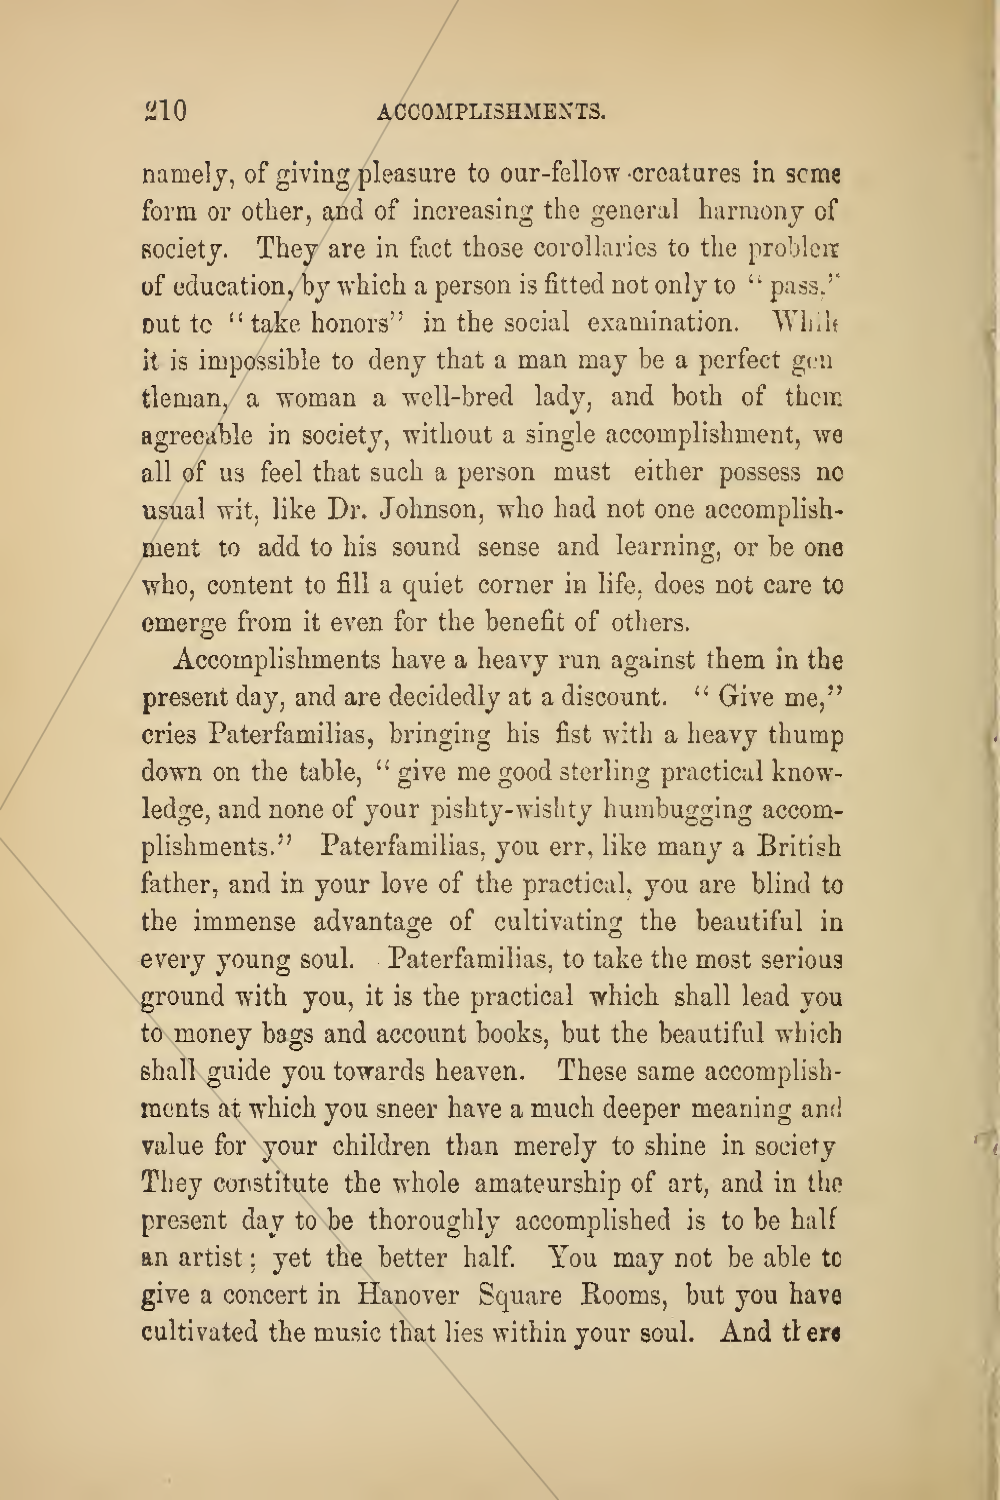 210 ACCOMPLISHMENTS.
namely, of giving pleasure to our-fellow -creatures in some
form or other, and of increasing the general harmony of
society. They are in fact those corollaries to the problem
of education, by which a person is fitted not only to “ pass,”
but to “ take honors” in the social examination. While
it is impossible to deny that a man may be a perfect gen
tleman, a woman a well-bred lady, and both of them
agreeable in society, without a single accomplishment, we
all of us feel that such a person must either possess no
usual wit, like Dr. Johnson, who had not one accomplish-
ment to add to his sound sense and learning, or be one
who, content to fill a quiet corner in life, does not care to
emerge from it even for the benefit of others.
Accomplishments have a heavy run against them in the
present day, and are decidedly at a discount. “ Give me,”
cries Paterfamilias, bringing his fist with a heavy thump
down on the table, “ give me good sterling practical know-
ledge, and none of your pishty-wishty humbugging accom-
plishments.” Paterfamilias, you err, like many a British
father, and in your love of the practical, you are blind to
the immense advantage of cultivating the beautiful in
every young soul. Paterfamilias, to take the most serious
ground with you, it is the practical which shall lead you
to money bags and account books, but the beautiful which
shall guide you towards heaven. These same accomplish-
ments at which you sneer have a much deeper meaning and
value for your children than merely to shine in society
They constitute the whole amateurship of art, and in the
present day to be thoroughly accomplished is to be half
an artist; yet the better half. You may not be able to
give a concert in Hanover Square Rooms, but you have
cultivated the music that lies within your soul. And there